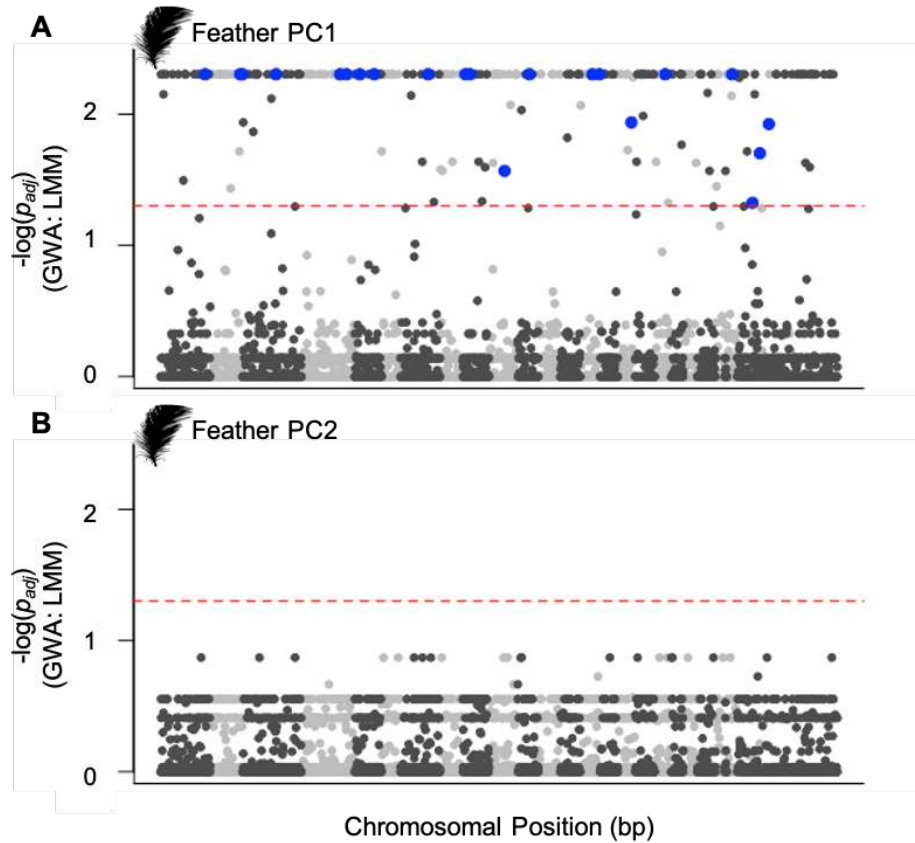 A
Feather PC1
2
1
0
-log(p_adj)
(GWA: LMM)
B
Feather PC2
2
1
0
-log(p_adj)
(GWA: LMM)
Chromosomal Position (bp)